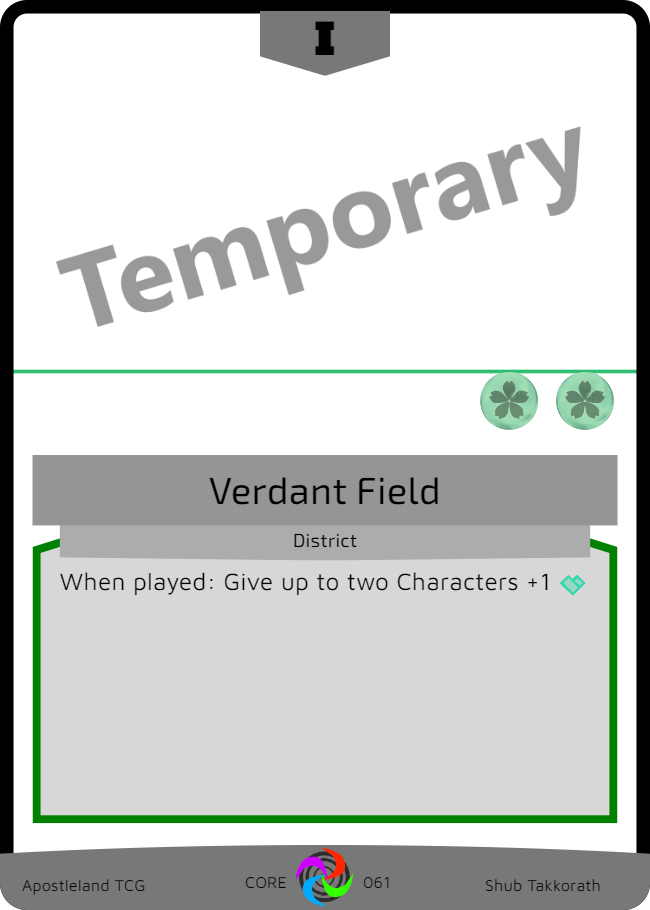 I
Temporary
Verdant Field
District
When played: Give up to two Characters +1
Apostleland TCG
CORE 061
Shub Takkorath